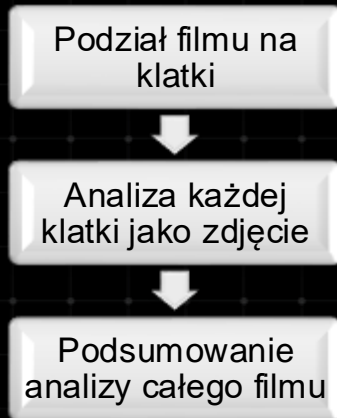 Podział filmu na
klatki
Analiza każdej
klatki jako zdjęcie
Podsumowanie
analizy całego filmu